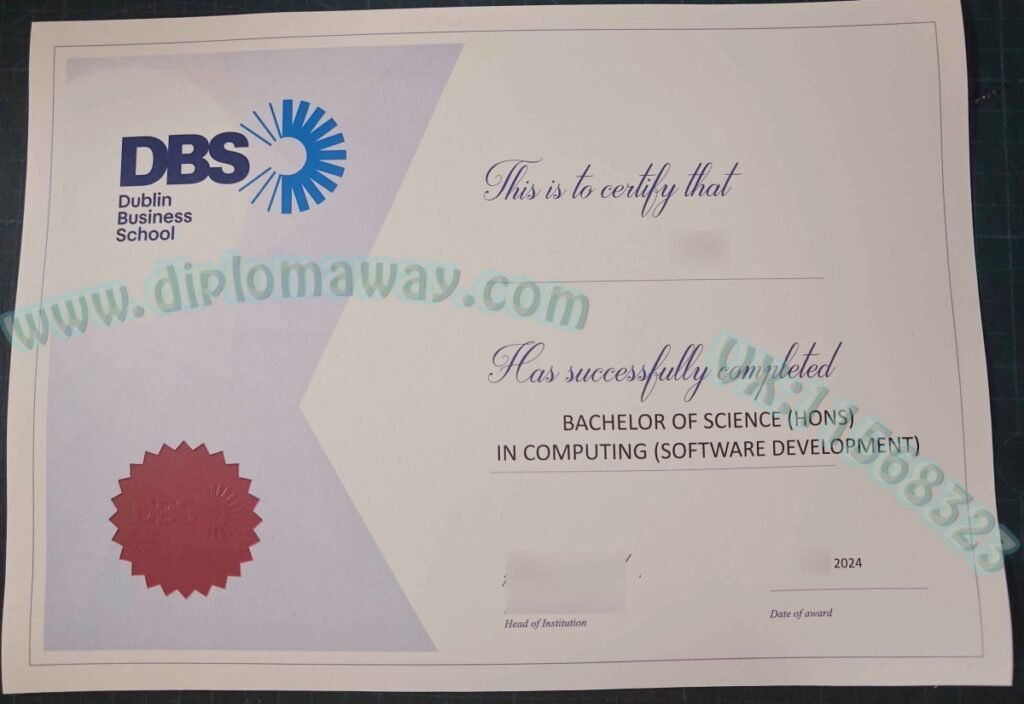 DBS
Dublin
Business
School
This is to certify that
www.diplomaway.com
Has successfully completed
BACHELOR OF SCIENCE (HONS)
IN COMPUTING (SOFTWARE DEVELOPMENT)
DBS
2024
Head of Institution
Date of award